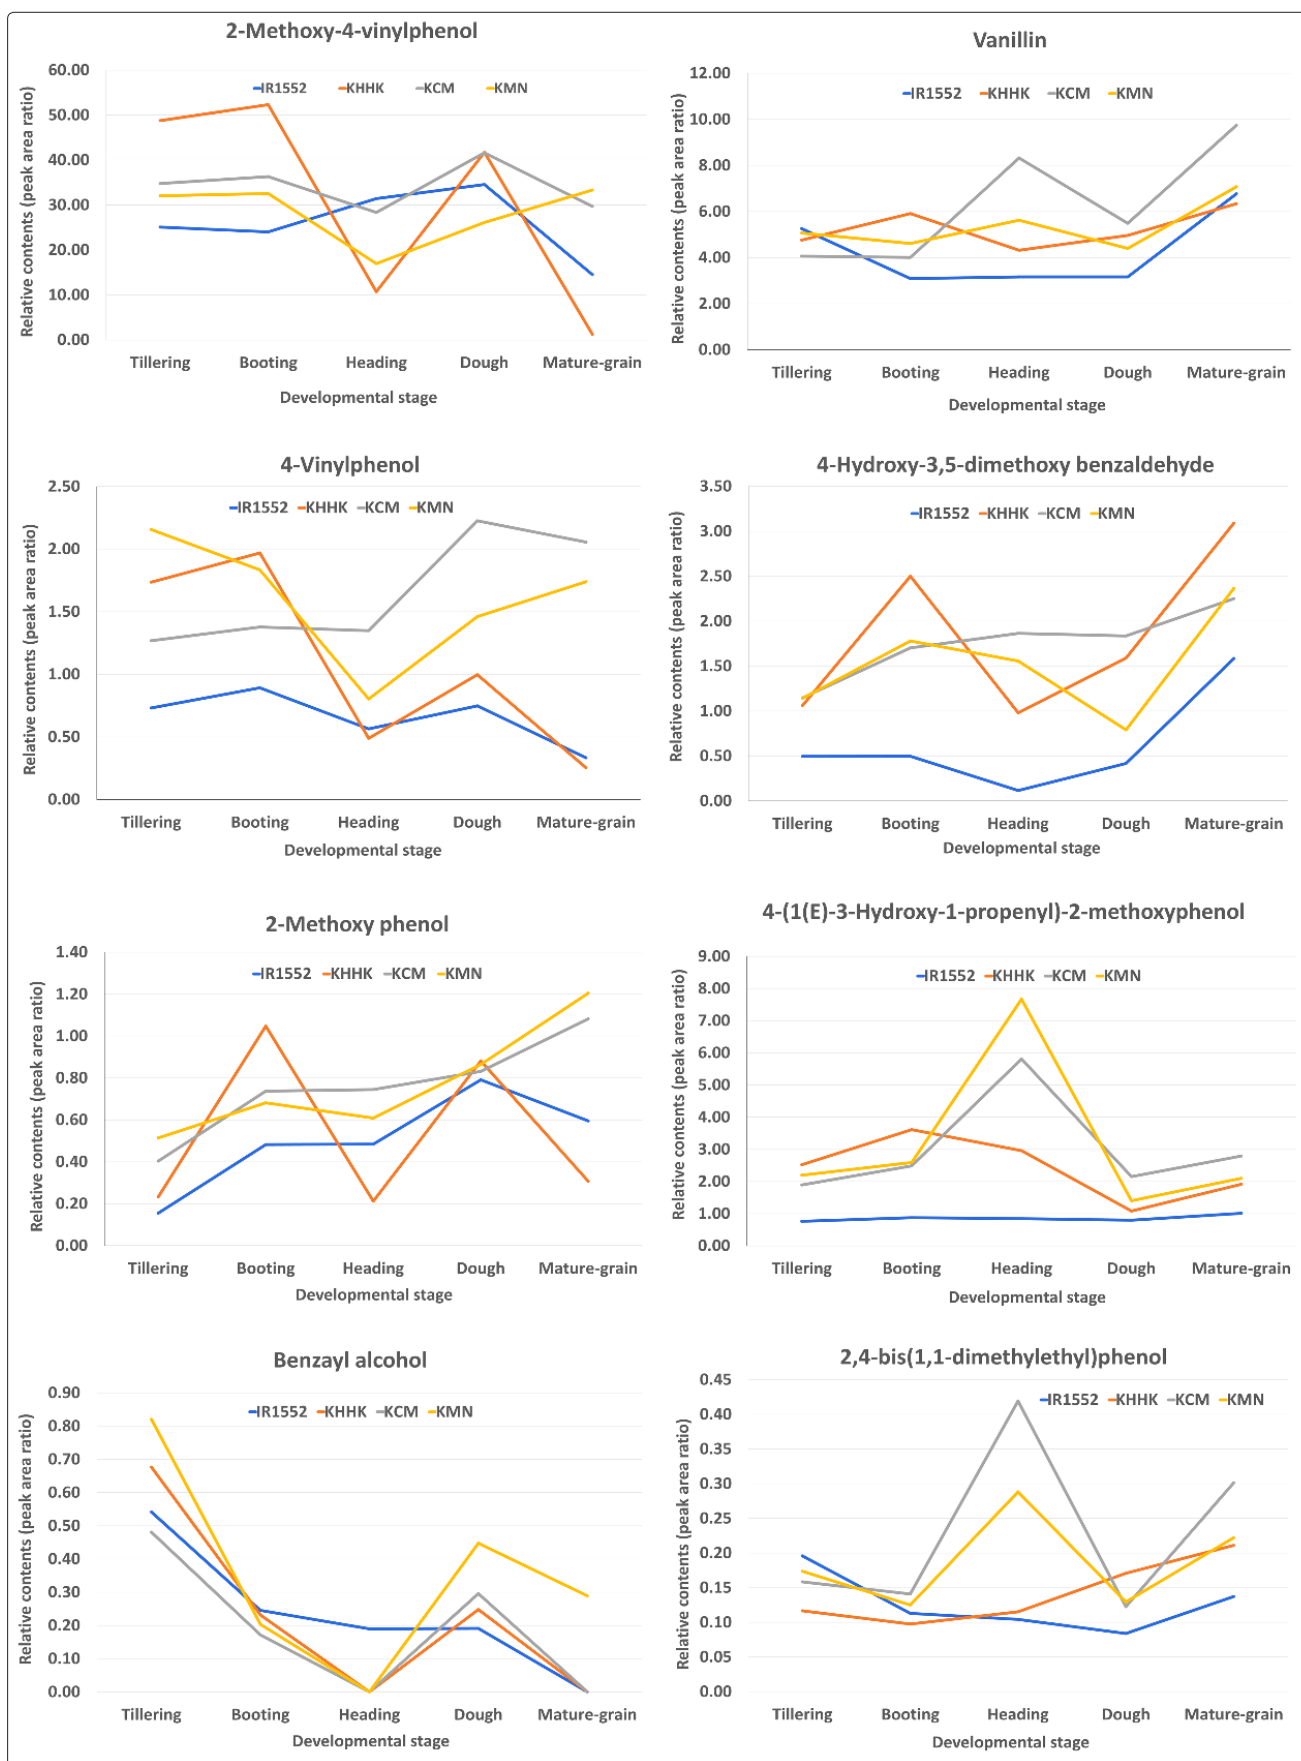 2-Methoxy-4-vinylphenol
IR1552 KHHK KCM KMN
Relative contents (peak area ratio)
60.00
50.00
40.00
30.00
20.00
10.00
0.00
Tillering Booting Heading Dough Mature-grain
Developmental stage
Vanillin
IR1552 KHHK KCM KMN
Relative contents (peak area ratio)
12.00
10.00
8.00
6.00
4.00
2.00
0.00
Tillering Booting Heading Dough Mature-grain
Developmental stage
4-Vinylphenol
IR1552 KHHK KCM KMN
Relative contents (peak area ratio)
2.50
2.00
1.50
1.00
0.50
0.00
Tillering Booting Heading Dough Mature-grain
Developmental stage
4-Hydroxy-3,5-dimethoxy benzaldehyde
IR1552 KHHK KCM KMN
Relative contents (peak area ratio)
3.50
3.00
2.50
2.00
1.50
1.00
0.50
0.00
Tillering Booting Heading Dough Mature-grain
Developmental stage
2-Methoxy phenol
IR1552 KHHK KCM KMN
Relative contents (peak area ratio)
1.40
1.20
1.00
0.80
0.60
0.40
0.20
0.00
Tillering Booting Heading Dough Mature-grain
Developmental stage
4-(1(E)-3-Hydroxy-1-propenyl)-2-methoxyphenol
IR1552 KHHK KCM KMN
Relative contents (peak area ratio)
9.00
8.00
7.00
6.00
5.00
4.00
3.00
2.00
1.00
0.00
Tillering Booting Heading Dough Mature-grain
Developmental stage
Benzayl alcohol
IR1552 KHHK KCM KMN
Relative contents (peak area ratio)
0.90
0.80
0.70
0.60
0.50
0.40
0.30
0.20
0.10
0.00
Tillering Booting Heading Dough Mature-grain
Developmental stage
2,4-bis(1,1-dimethylethyl)phenol
IR1552 KHHK KCM KMN
Relative contents (peak area ratio)
0.45
0.40
0.35
0.30
0.25
0.20
0.15
0.10
0.05
0.00
Tillering Booting Heading Dough Mature-grain
Developmental stage